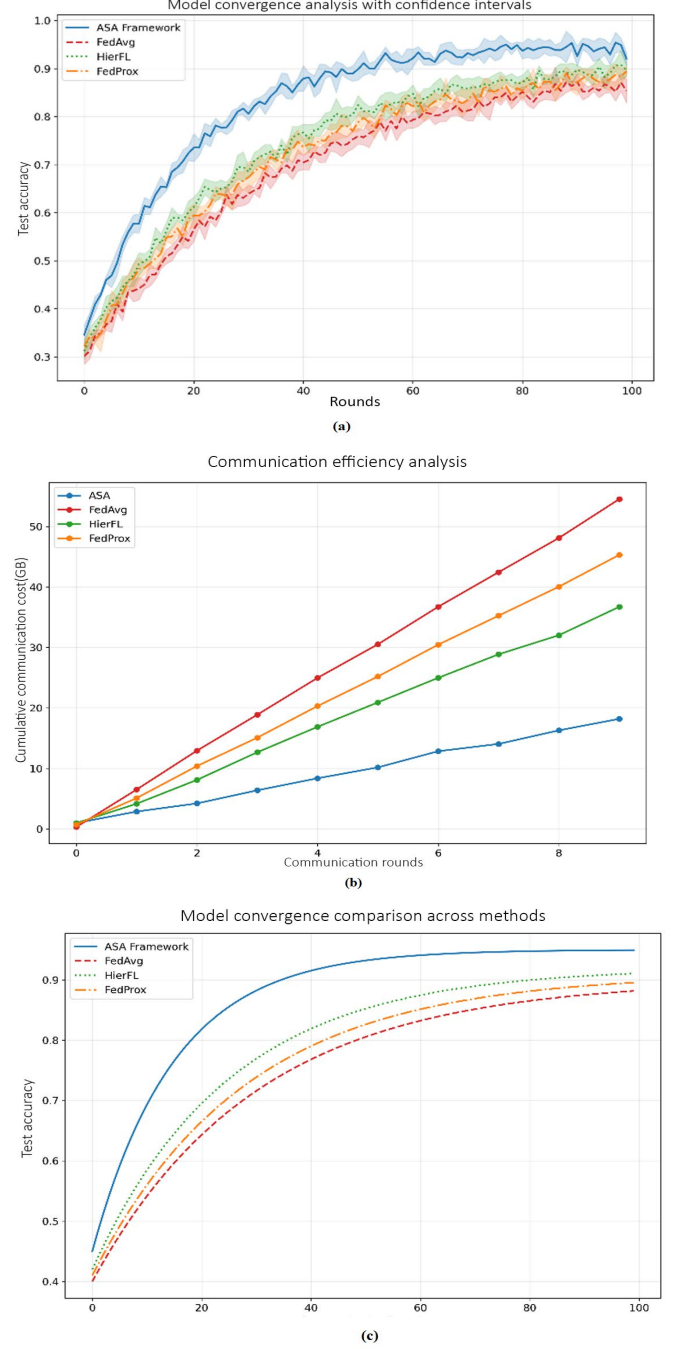 Model convergence analysis with confidence intervals
1.0
ASA Framework
FedAvg
HierFL
FedProx
0.9
0.8
0.7
0.6
0.5
0.4
0.3
Test accuracy
0 20 40 60 80 100
Rounds
(a)
Communication efficiency analysis
ASA
FedAvg
HierFL
FedProx
50
40
30
20
10
0
Cumulative communication cost(GB)
0 2 4 6 8
Communication rounds
(b)
Model convergence comparison across methods
ASA Framework
FedAvg
HierFL
FedProx
0.9
0.8
0.7
0.6
0.5
0.4
Test accuracy
0 20 40 60 80 100
(c)